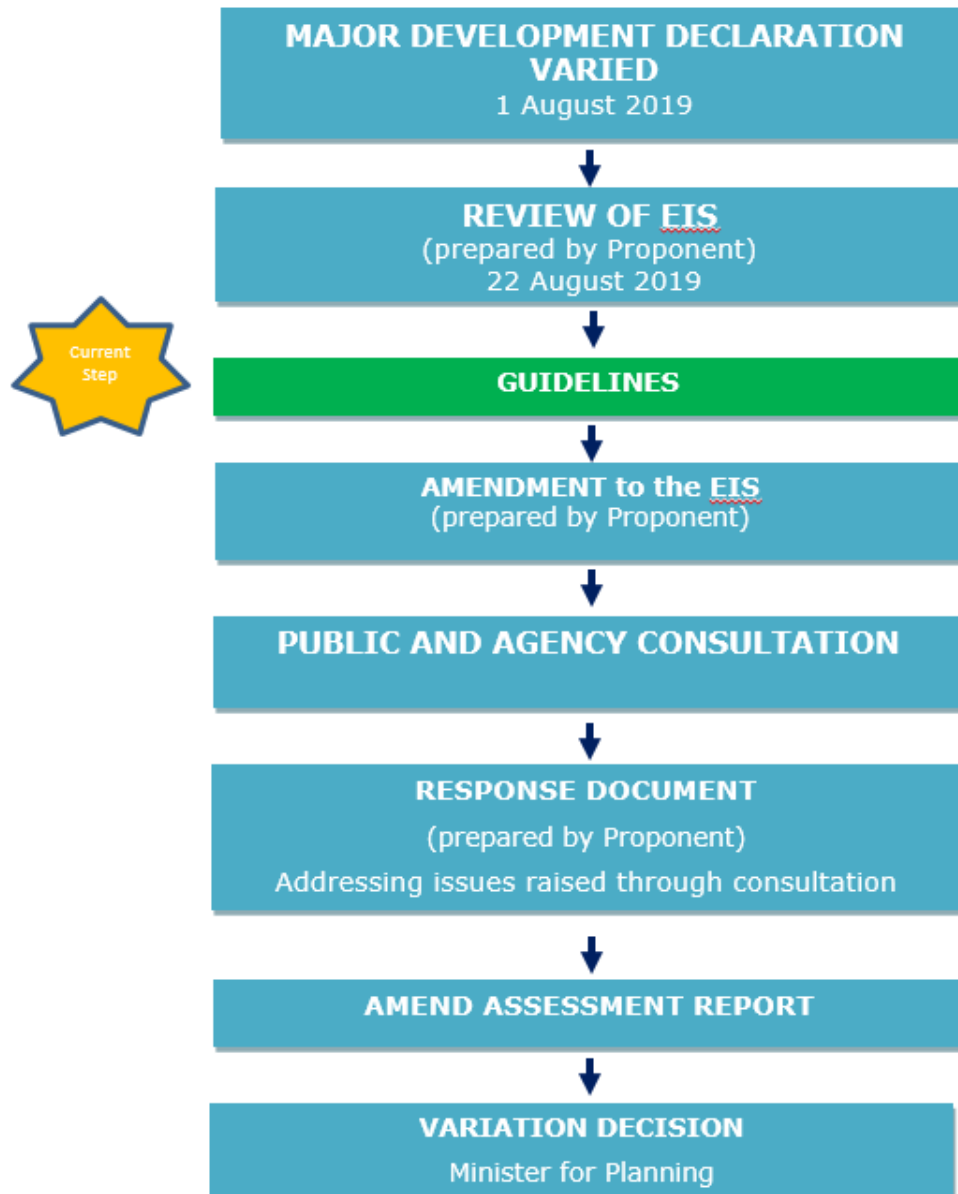 MAJOR DEVELOPMENT DECLARATION
VARIED
1 August 2019
REVIEW OF EIS
(prepared by Proponent)
22 August 2019
Current
Step
GUIDELINES
AMENDMENT to the EIS
(prepared by Proponent)
PUBLIC AND AGENCY CONSULTATION
RESPONSE DOCUMENT
(prepared by Proponent)
Addressing issues raised through consultation
AMEND ASSESSMENT REPORT
VARIATION DECISION
Minister for Planning